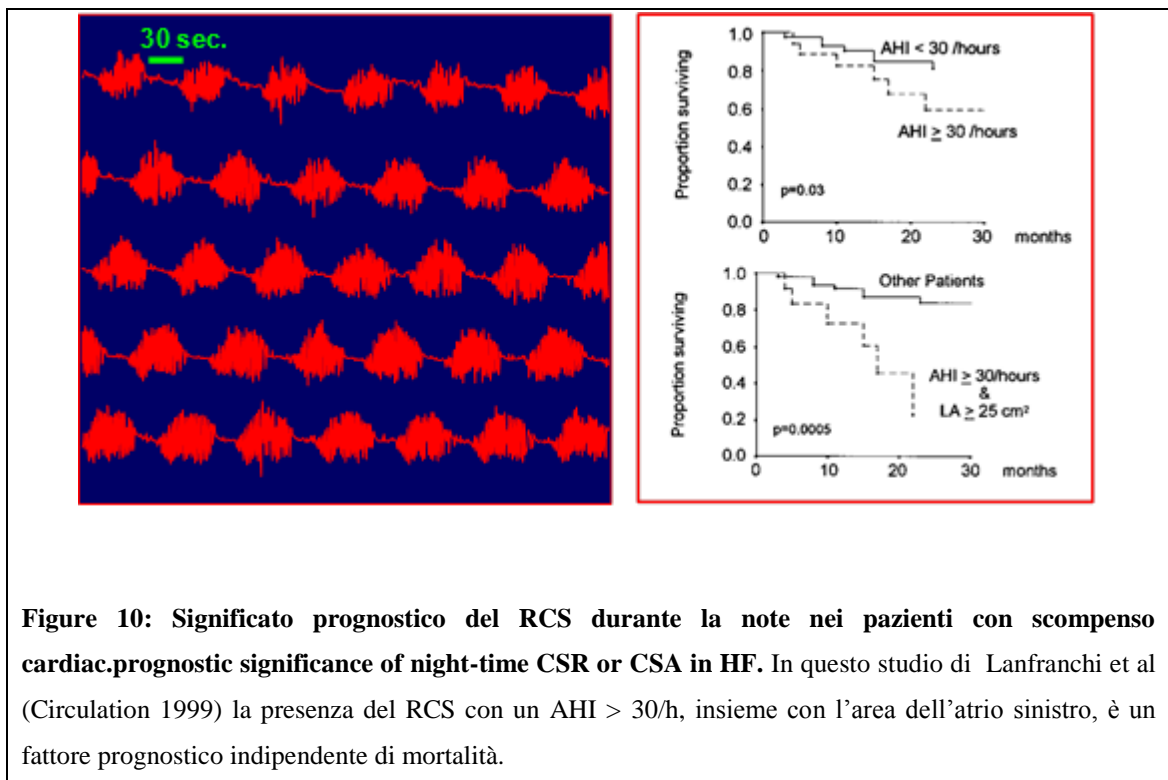 30 sec.
Proportion surviving
1.0
0.8
0.6
0.4
0.2
0.0
AHI < 30 /hours
AHI ≥ 30 /hours
p=0.03
0 10 20 30 months
Proportion surviving
1.0
0.8
0.6
0.4
0.2
0.0
Other Patients
AHI ≥ 30/hours
&
LA ≥ 25 cm²
p=0.0005
0 10 20 30 months
Figure 10: Significato prognostico del RCS durante la note nei pazienti con scompenso
cardiac.prognostic significance of night-time CSR or CSA in HF. In questo studio di Lanfranchi et al
(Circulation 1999) la presenza del RCS con un AHI > 30/h, insieme con l’area dell’atrio sinistro, è un
fattore prognostico indipendente di mortalità.